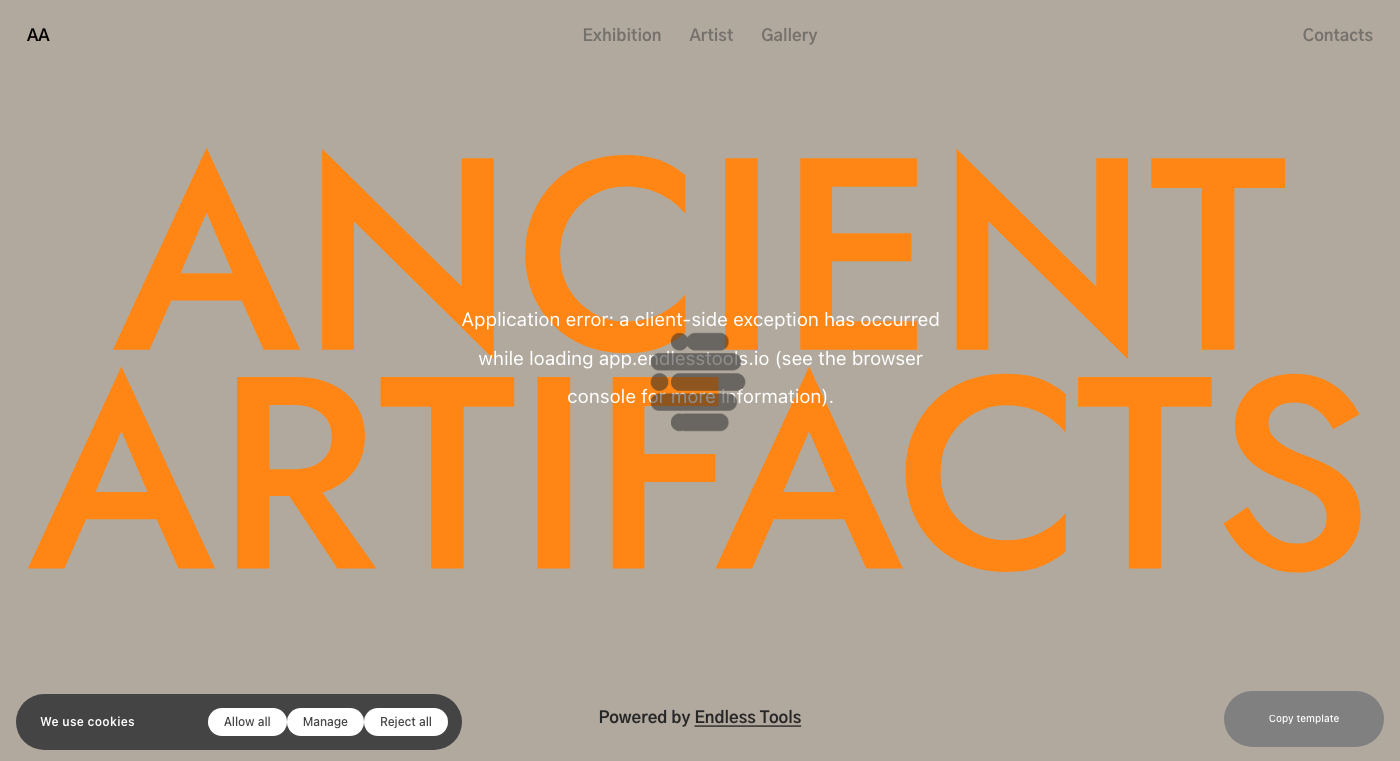 AA
Exhibition Artist Gallery
Contacts
ANCIENT
ARTIFACTS
Application error: a client-side exception has occurred
while loading app.endlesstools.io (see the browser
console for more information).
We use cookies
Allow all Manage Reject all
Powered by Endless Tools
Copy template